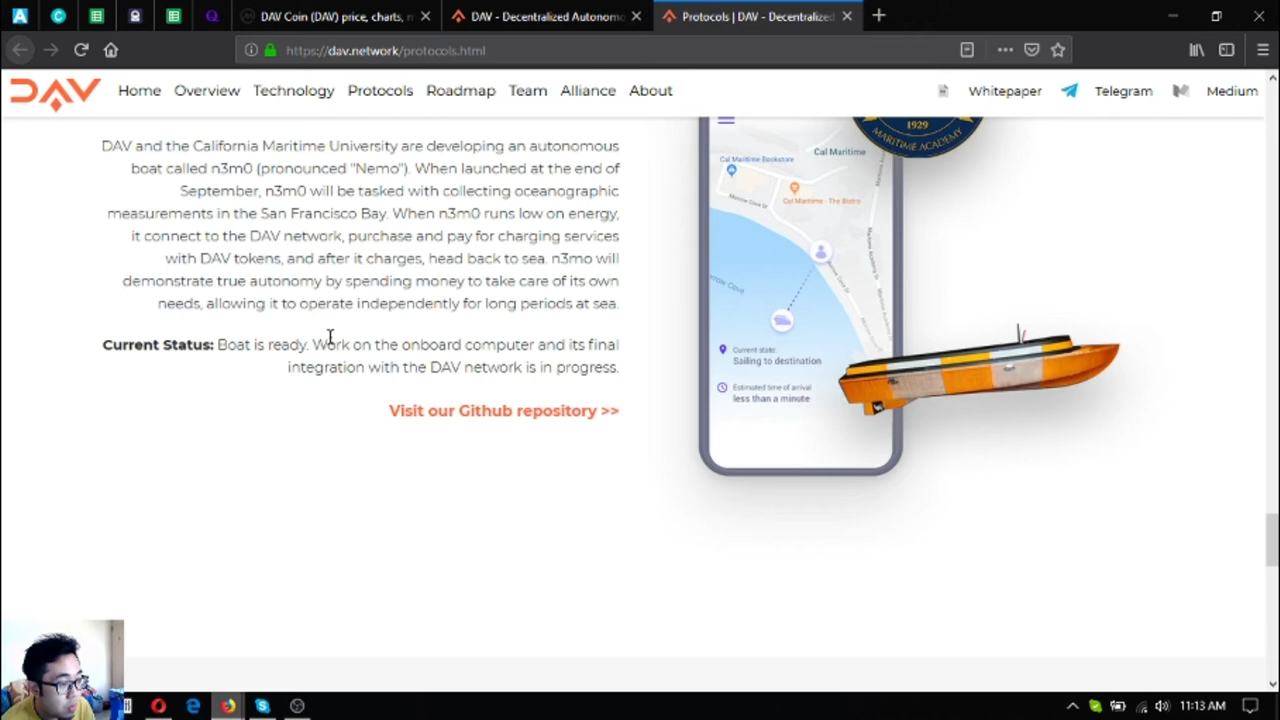 DAV Coin (DAV) price, charts, m
DAV - Decentralized Autonomo
Protocols | DAV - Decentralized
https://dav.network/protocols.html
DAV
Home
Overview
Technology
Protocols
Roadmap
Team
Alliance
About
Whitepaper
Telegram
Medium
DAV and the California Maritime University are developing an autonomous
boat called n3m0 (pronounced "Nemo"). When launched at the end of
September, n3m0 will be tasked with collecting oceanographic
measurements in the San Francisco Bay. When n3m0 runs low on energy,
it connect to the DAV network, purchase and pay for charging services
with DAV tokens, and after it charges, head back to sea. n3mo will
demonstrate true autonomy by spending money to take care of its own
needs, allowing it to operate independently for long periods at sea.
Current Status: Boat is ready. Work on the onboard computer and its final
integration with the DAV network is in progress.
Visit our Github repository >>
1929
MARITIME ACADEMY
Cal Maritime Bookstore
Cal Maritime
Cal Maritime - The Bistro
Morrow Cove Dr
Maritime Academy Dr
Current state:
Sailing to destination
Estimated time of arrival
less than a minute
11:13 AM